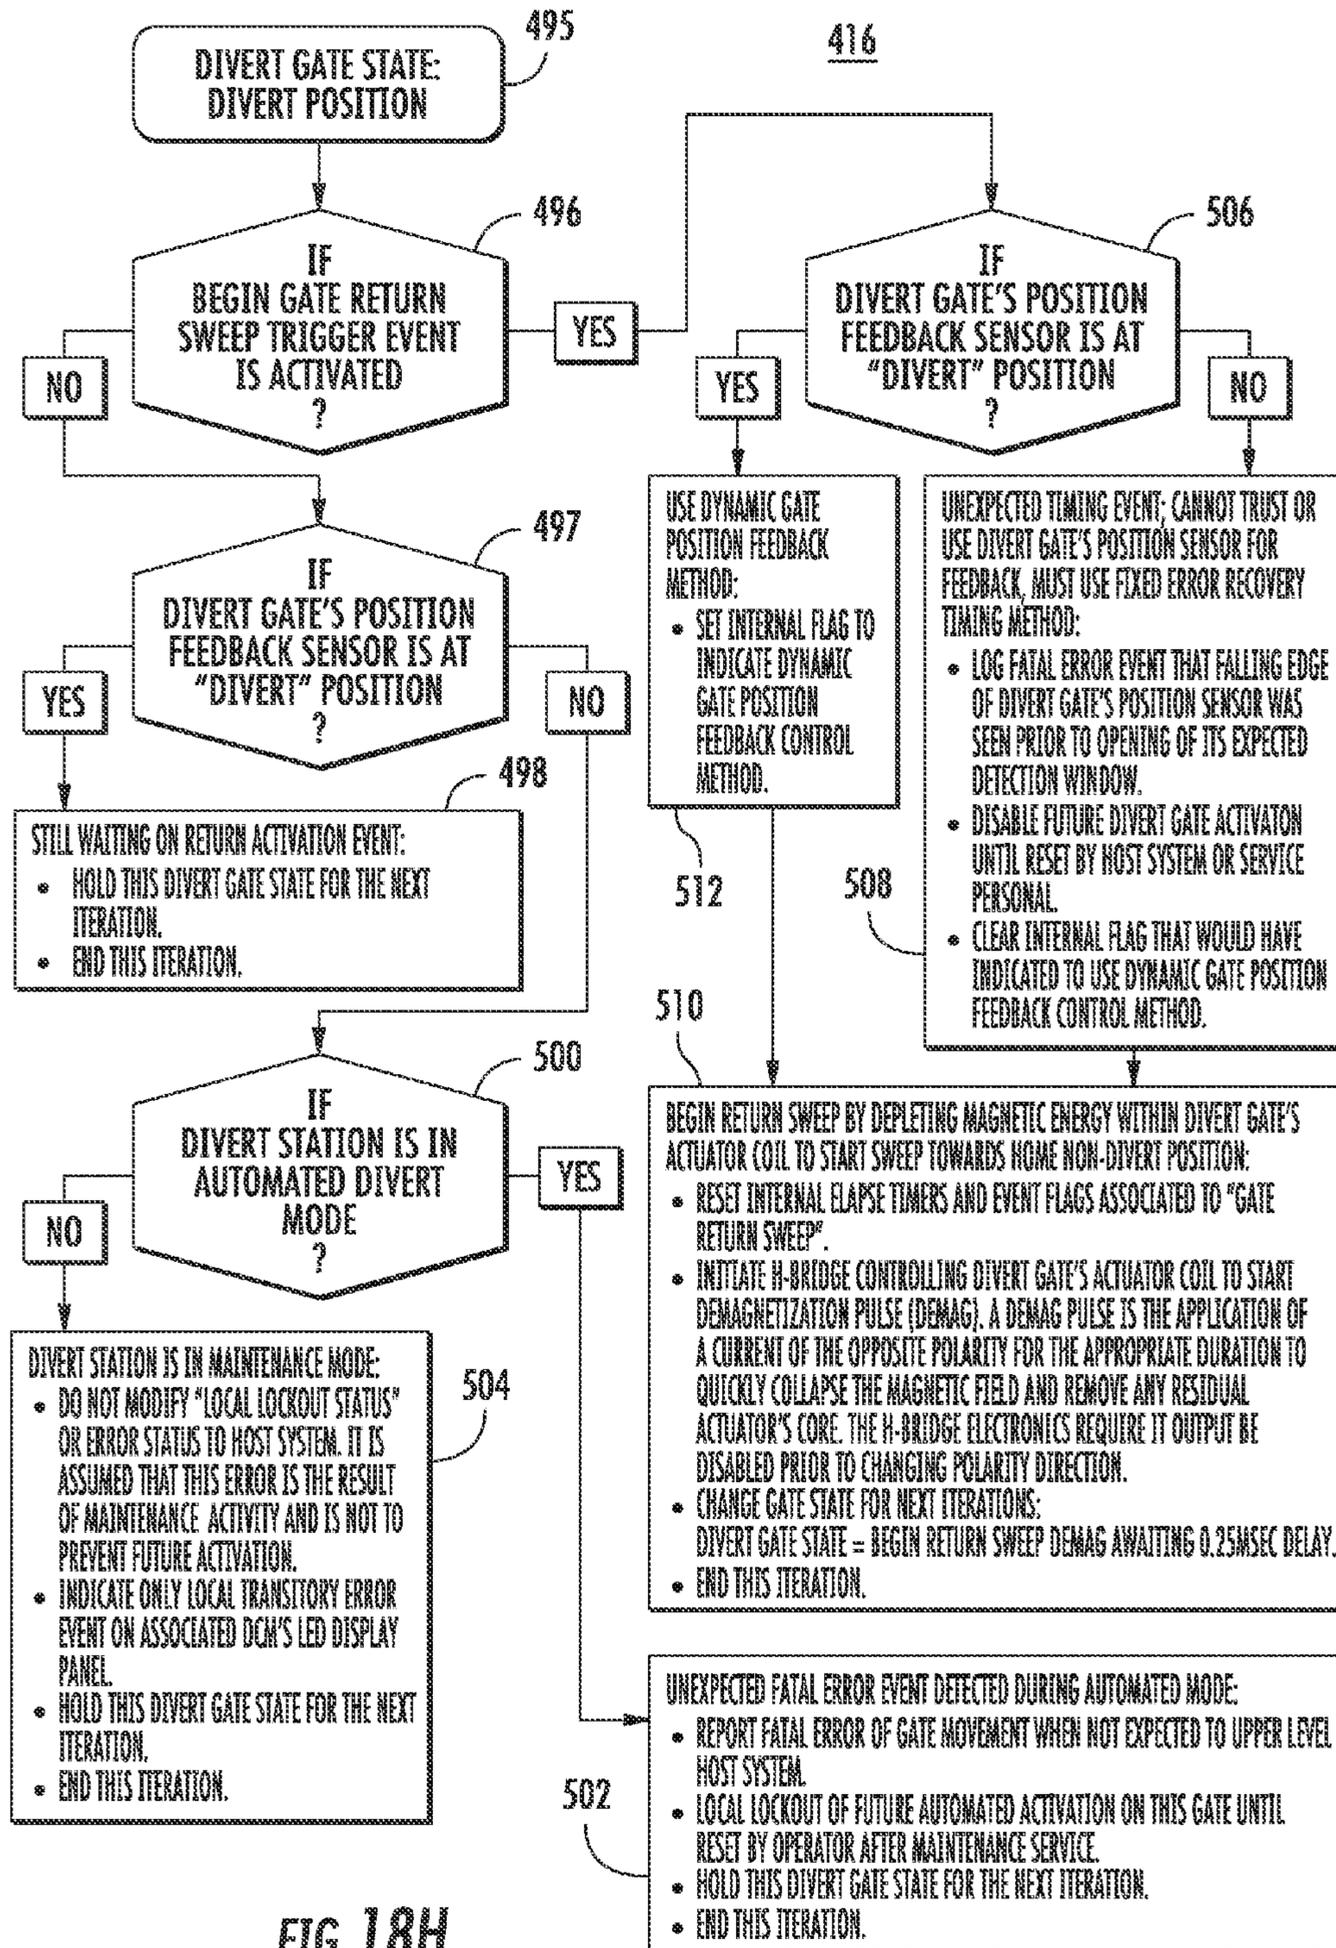 495
DIVERT GATE STATE:
DIVERT POSITION
416
496
IF
BEGIN GATE RETURN
SWEEP TRIGGER EVENT
IS ACTIVATED
?
YES
NO
506
IF
DIVERT GATE'S POSITION
FEEDBACK SENSOR IS AT
"DIVERT" POSITION
?
YES
NO
497
IF
DIVERT GATE'S POSITION
FEEDBACK SENSOR IS AT
"DIVERT" POSITION
?
YES
NO
498
STILL WAITING ON RETURN ACTIVATION EVENT:
• HOLD THIS DIVERT GATE STATE FOR THE NEXT
ITERATION.
• END THIS ITERATION.
USE DYNAMIC GATE
POSITION FEEDBACK
METHOD:
• SET INTERNAL FLAG TO
INDICATE DYNAMIC
GATE POSITION
FEEDBACK CONTROL
METHOD.
512
UNEXPECTED TIMING EVENT; CANNOT TRUST OR
USE DIVERT GATE'S POSITION SENSOR FOR
FEEDBACK, MUST USE FIXED ERROR RECOVERY
TIMING METHOD:
• LOG FATAL ERROR EVENT THAT FALLING EDGE
OF DIVERT GATE'S POSITION SENSOR WAS
SEEN PRIOR TO OPENING OF ITS EXPECTED
DETECTION WINDOW.
• DISABLE FUTURE DIVERT GATE ACTIVATON
UNTIL RESET BY HOST SYSTEM OR SERVICE
PERSONAL.
• CLEAR INTERNAL FLAG THAT WOULD HAVE
INDICATED TO USE DYNAMIC GATE POSITION
FEEDBACK CONTROL METHOD.
508
500
IF
DIVERT STATION IS IN
AUTOMATED DIVERT
MODE
?
YES
NO
510
BEGIN RETURN SWEEP BY DEPLETING MAGNETIC ENERGY WITHIN DIVERT GATE'S
ACTUATOR COIL TO START SWEEP TOWARDS HOME NON-DIVERT POSITION:
• RESET INTERNAL ELAPSE TIMERS AND EVENT FLAGS ASSOCIATED TO "GATE
RETURN SWEEP".
• INITIATE H-BRIDGE CONTROLLING DIVERT GATE'S ACTUATOR COIL TO START
DEMAGNETIZATION PULSE (DEMAG). A DEMAG PULSE IS THE APPLICATION OF
A CURRENT OF THE OPPOSITE POLARITY FOR THE APPROPRIATE DURATION TO
QUICKLY COLLAPSE THE MAGNETIC FIELD AND REMOVE ANY RESIDUAL
ACTUATOR'S CORE. THE H-BRIDGE ELECTRONICS REQUIRE IT OUTPUT BE
DISABLED PRIOR TO CHANGING POLARITY DIRECTION.
• CHANGE GATE STATE FOR NEXT ITERATIONS:
DIVERT GATE STATE = BEGIN RETURN SWEEP DEMAG AWAITING 0.25MSEC DELAY.
• END THIS ITERATION.
DIVERT STATION IS IN MAINTENANCE MODE:
• DO NOT MODIFY "LOCAL LOCKOUT STATUS"
OR ERROR STATUS TO HOST SYSTEM. IT IS
ASSUMED THAT THIS ERROR IS THE RESULT
OF MAINTENANCE ACTIVITY AND IS NOT TO
PREVENT FUTURE ACTIVATION.
• INDICATE ONLY LOCAL TRANSITORY ERROR
EVENT ON ASSOCIATED DCM'S LED DISPLAY
PANEL.
• HOLD THIS DIVERT GATE STATE FOR THE NEXT
ITERATION.
• END THIS ITERATION.
504
UNEXPECTED FATAL ERROR EVENT DETECTED DURING AUTOMATED MODE:
• REPORT FATAL ERROR OF GATE MOVEMENT WHEN NOT EXPECTED TO UPPER LEVEL
HOST SYSTEM.
• LOCAL LOCKOUT OF FUTURE AUTOMATED ACTIVATION ON THIS GATE UNTIL
RESET BY OPERATOR AFTER MAINTENANCE SERVICE.
• HOLD THIS DIVERT GATE STATE FOR THE NEXT ITERATION.
• END THIS ITERATION.
502
FIG. 18H